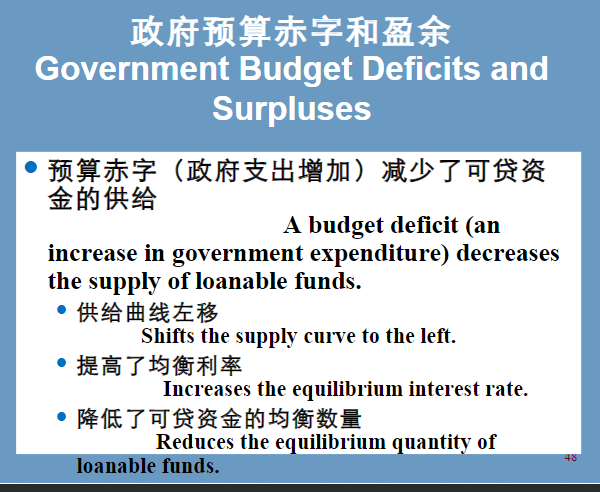 政府预算赤字和盈余
Government Budget Deficits and
Surpluses
预算赤字（政府支出增加）减少了可贷资
金的供给
A budget deficit (an
increase in government expenditure) decreases
the supply of loanable funds.
供给曲线左移
Shifts the supply curve to the left.
提高了均衡利率
Increases the equilibrium interest rate.
降低了可贷资金的均衡数量
Reduces the equilibrium quantity of
loanable funds.
48